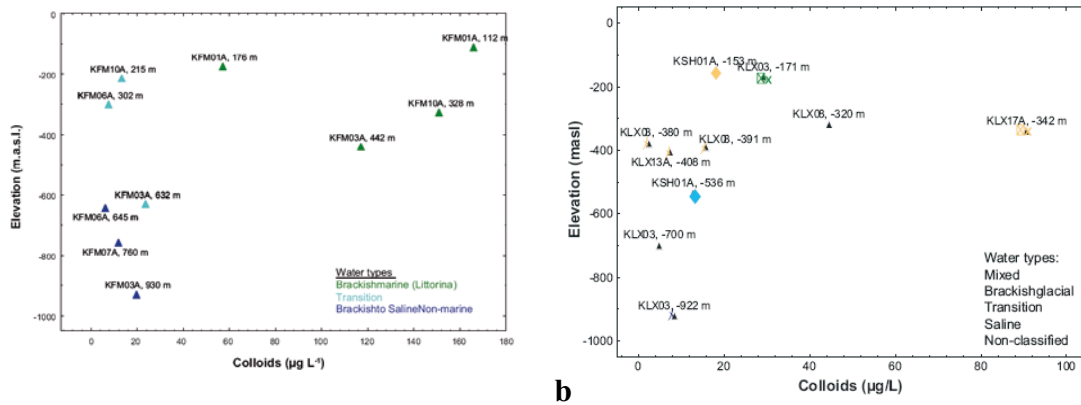 0
-200
-400
-600
-800
-1000
Elevation (m.a.s.l.)
KFM01A, 112 m
KFM01A, 176 m
KFM10A, 215 m
KFM06A, 302 m
KFM10A, 328 m
KFM03A, 442 m
KFM03A, 632 m
KFM06A, 645 m
KFM07A, 760 m
KFM03A, 930 m
Water types
Brackishmarine (Littorina)
Transition
Brackishto SalineNon-marine
0 20 40 60 80 100 120 140 160 180
Colloids (µg L-1)
b
0
-200
-400
-600
-800
-1000
Elevation (masl)
KSH01A, -153 m
KLX03, -171 m
KLX08, -320 m
KLX17A, -342 m
KLX08, -380 m
KLX08, -391 m
KLX13A, -408 m
KSH01A, -536 m
KLX03, -700 m
KLX03, -922 m
Water types:
Mixed
Brackishglacial
Transition
Saline
Non-classified
0 20 40 60 80 100
Colloids (µg/L)